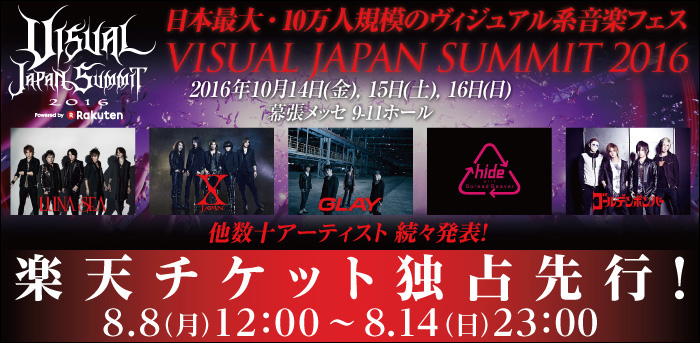 VISUAL
JAPAN SUMMIT
2016
Powered by Rakuten
日本最大・10万人規模のヴィジュアル系音楽フェス
VISUAL JAPAN SUMMIT 2016
2016年10月14日(金), 15日(土), 16日(日)
幕張メッセ 9-11ホール
LUNA SEA
X
JAPAN
GLAY
hide
with
Spread Beaver
ゴールデンボンバー
他数十アーティスト 続々発表!
楽天チケット独占先行!
8.8(月)12:00～8.14(日)23:00